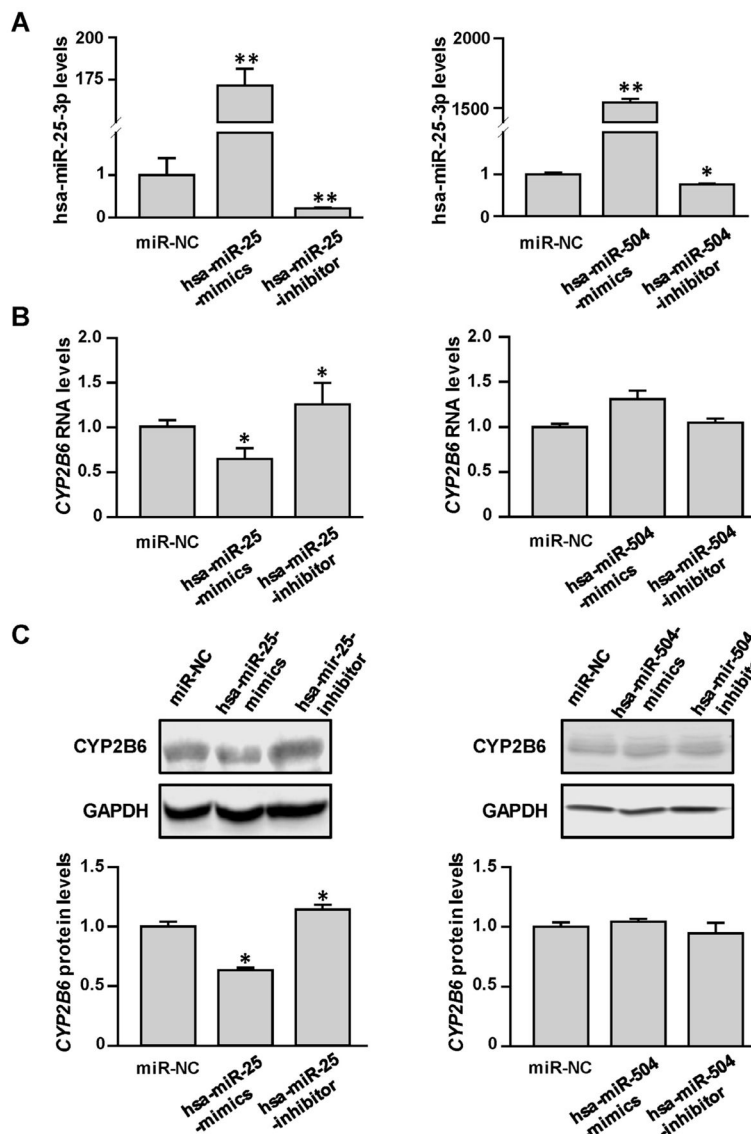 A
hsa-miR-25-3p levels
200
175
1
0
**
**
miR-NC
hsa-miR-25
-mimics
hsa-miR-25
-inhibitor
hsa-miR-25-3p levels
2000
1500
1
0
**
*
miR-NC
hsa-miR-504
-mimics
hsa-miR-504
-inhibitor
B
CYP2B6 RNA levels
2.0
1.5
1.0
0.5
0
*
*
miR-NC
hsa-miR-25
-mimics
hsa-miR-25
-inhibitor
CYP2B6 RNA levels
2.0
1.5
1.0
0.5
0
miR-NC
hsa-miR-504
-mimics
hsa-miR-504
-inhibitor
C
miR-NC
hsa-miR-25-
mimics
hsa-mir-25-
inhibitor
CYP2B6
GAPDH
miR-NC
hsa-miR-504-
mimics
hsa-mir-504-
inhibitor
CYP2B6
GAPDH
CYP2B6 protein levels
1.5
1.0
0.5
0
*
*
miR-NC
hsa-miR-25
-mimics
hsa-miR-25
-inhibitor
CYP2B6 protein levels
1.5
1.0
0.5
0
miR-NC
hsa-miR-504
-mimics
hsa-miR-504
-inhibitor